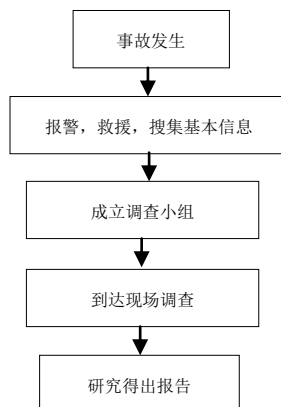 事故发生
报警，救援，搜集基本信息
成立调查小组
到达现场调查
研究得出报告